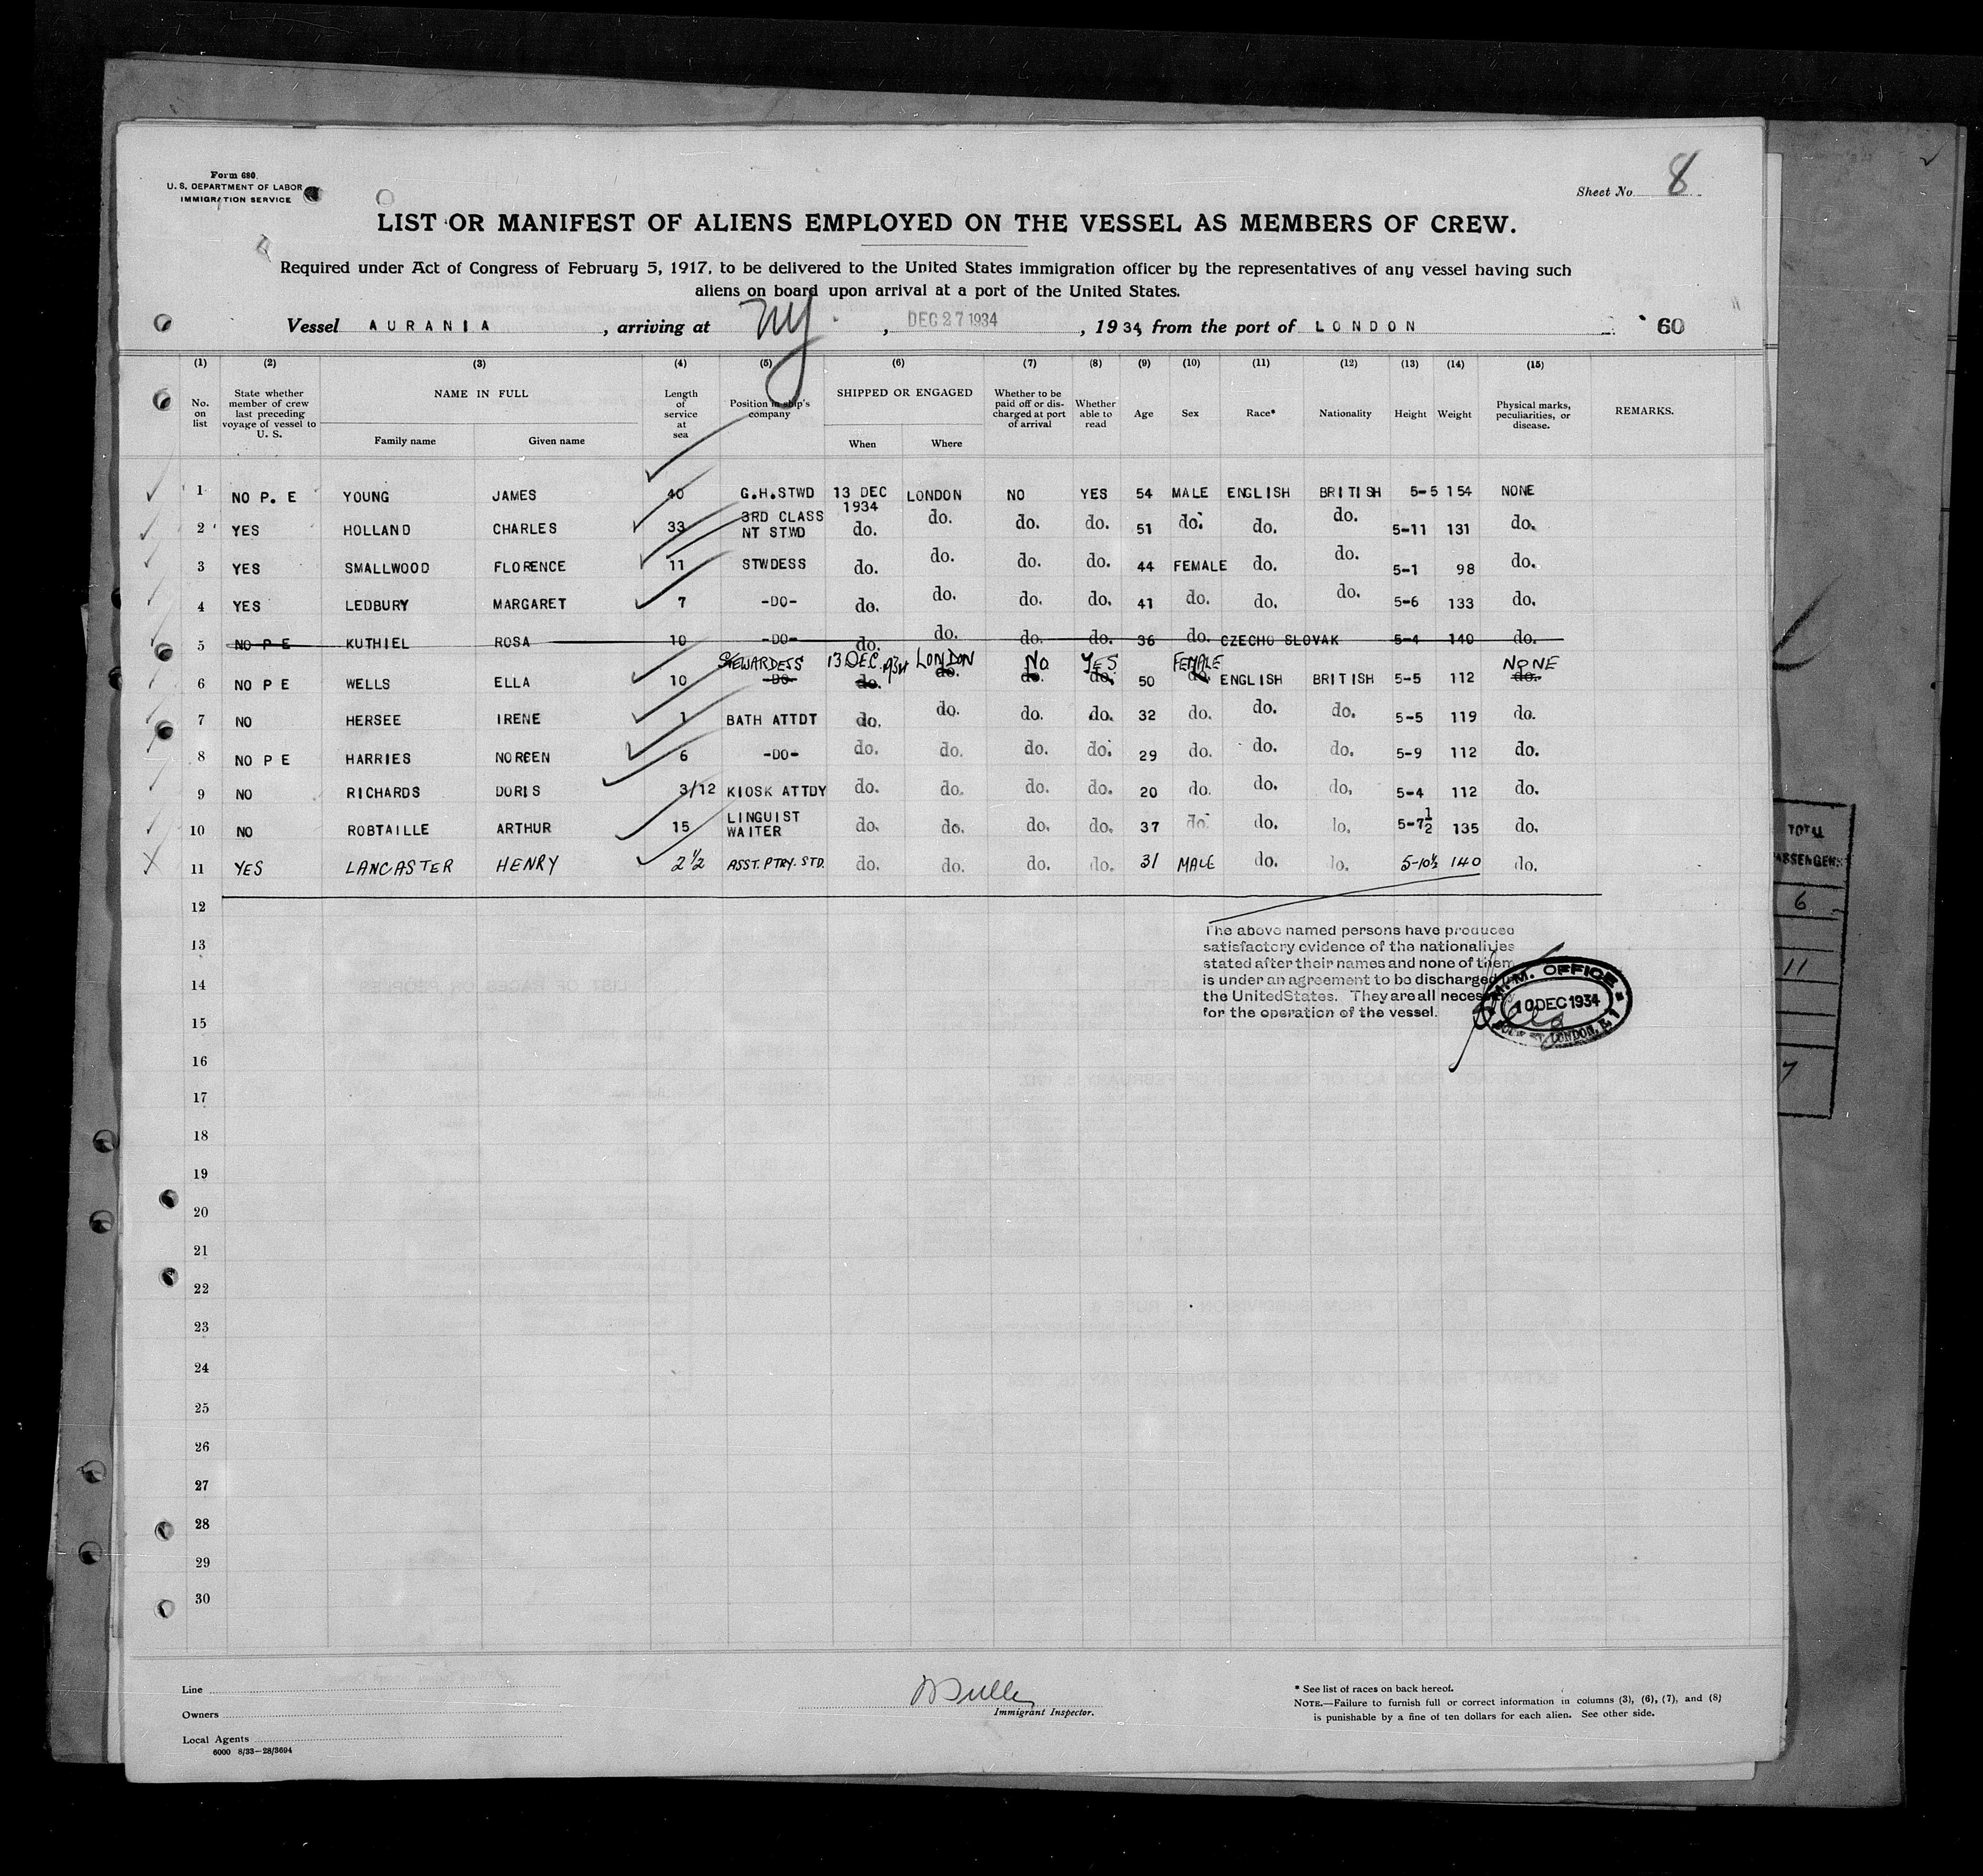 Form 680
U. S. DEPARTMENT OF LABOR
IMMIGRATION SERVICE
Sheet No 8
LIST OR MANIFEST OF ALIENS EMPLOYED ON THE VESSEL AS MEMBERS OF CREW.
Required under Act of Congress of February 5, 1917, to be delivered to the United States immigration officer by the representatives of any vessel having such
aliens on board upon arrival at a port of the United States.
Vessel AURANIA, arriving at NY., DEC 27 1934, 1934, from the port of LONDON 60
(1) (2) (3) (4) (5) (6) (7) (8) (9) (10) (11) (12) (13) (14) (15)
No. on list State whether member of crew last preceding voyage of vessel to U. S. NAME IN FULL Family name Given name Length of service at sea Position in ship's company SHIPPED OR ENGAGED When Where Whether to be paid off or discharged at port of arrival Whether able to read Age Sex Race* Nationality Height Weight Physical marks, peculiarities, or disease. REMARKS.
1 NO P. E YOUNG JAMES 40 G.H.STWD 13 DEC 1934 LONDON NO YES 54 MALE ENGLISH BRITISH 5-5 154 NONE
2 YES HOLLAND CHARLES 33 3RD CLASS NT STWD do. do. do. do. 51 do. do. do. 5-11 131 do.
3 YES SMALLWOOD FLORENCE 11 STWDESS do. do. do. do. 44 FEMALE do. do. 5-1 98 do.
4 YES LEDBURY MARGARET 7 -DO- do. do. do. do. 41 do. do. do. 5-6 133 do.
5 NO P E KUTHIEL ROSA 10 -DO- do. do. do. do. 36 do. CZECHO SLOVAK 5-4 140 do.
STEWARDESS 13 DEC. 1934 LONDON NO YES FEMALE NONE
6 NO P E WELLS ELLA 10 -DO- do. do. do. do. 50 do. ENGLISH BRITISH 5-5 112 do.
7 NO HERSEE IRENE 1 BATH ATTDT do. do. do. do. 32 do. do. do. 5-5 119 do.
8 NO P E HARRIES NOREEN 6 -DO- do. do. do. do. 29 do. do. do. 5-9 112 do.
9 NO RICHARDS DORIS 3/12 KIOSK ATTDY do. do. do. do. 20 do. do. do. 5-4 112 do.
10 NO ROBTAILLE ARTHUR 15 LINGUIST WAITER do. do. do. do. 37 do. do. lo. 5-7½ 135 do.
11 YES LANCASTER HENRY 2½ ASST. PTRY. STD. do. do. do. do. 31 MALE do. lo. 5-10½ 140 do.
12
13
14
15
16
17
18
19
20
21
22
23
24
25
26
27
28
29
30
The above named persons have produced
satisfactory evidence of the nationalities
stated after their names and none of them
is under an agreement to be discharged
the United States. They are all necess
for the operation of the vessel.
M.M. OFFICE
10 DEC 1934
LONDON, E 1
TOTAL
PASSENGERS
6
11
7
Line
Owners
Local Agents
6000 8/33—28/3694
Immigrant Inspector.
* See list of races on back hereof.
NOTE.—Failure to furnish full or correct information in columns (3), (6), (7), and (8)
is punishable by a fine of ten dollars for each alien. See other side.